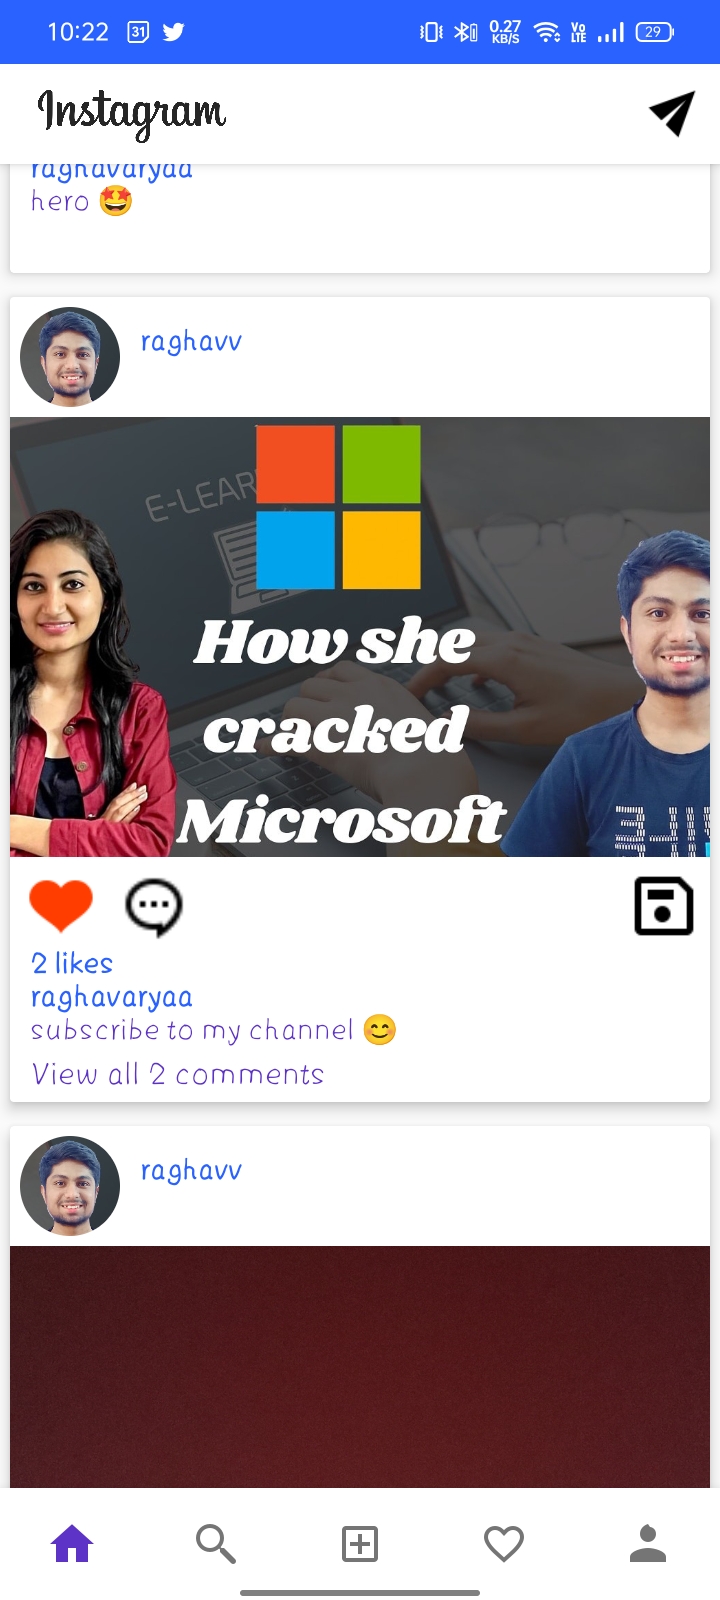 10:22
31
0.27
KB/S
Vo
LTE
29
Instagram
raghavaryaa
hero 🤩
raghavv
E-LEAR
How she
cracked
Microsoft
2 likes
raghavaryaa
subscribe to my channel 😊
View all 2 comments
raghavv